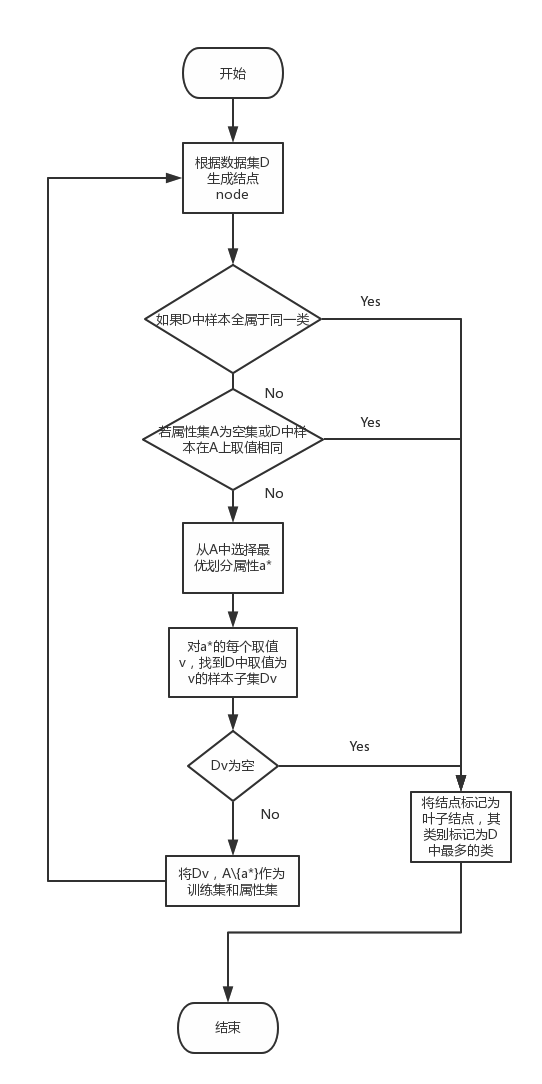 开始
根据数据集D
生成结点
node
如果D中样本全属于同一类
Yes
No
若属性集A为空集或D中样
本在A上取值相同
Yes
No
从A中选择最
优划分属性a*
对a*的每个取值
v，找到D中取值为
v的样本子集Dv
Dv为空
Yes
No
将结点标记为
叶子结点，其
类别标记为D
中最多的类
将Dv，A\{a*}作为
训练集和属性集
结束